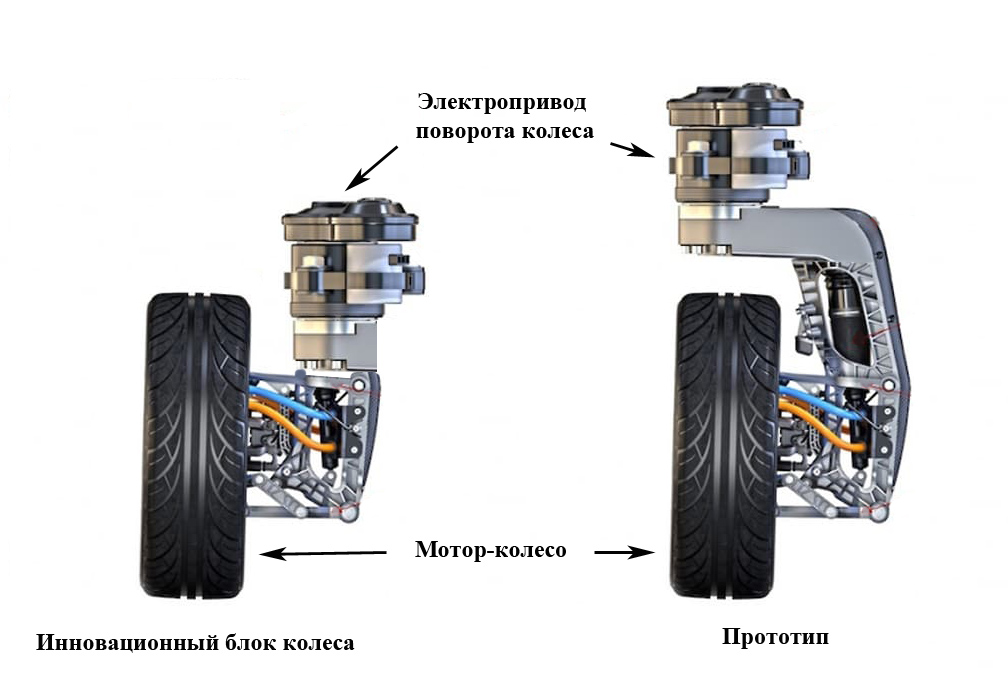 Электропривод
поворота колеса
Мотор-колесо
Инновационный блок колеса
Прототип